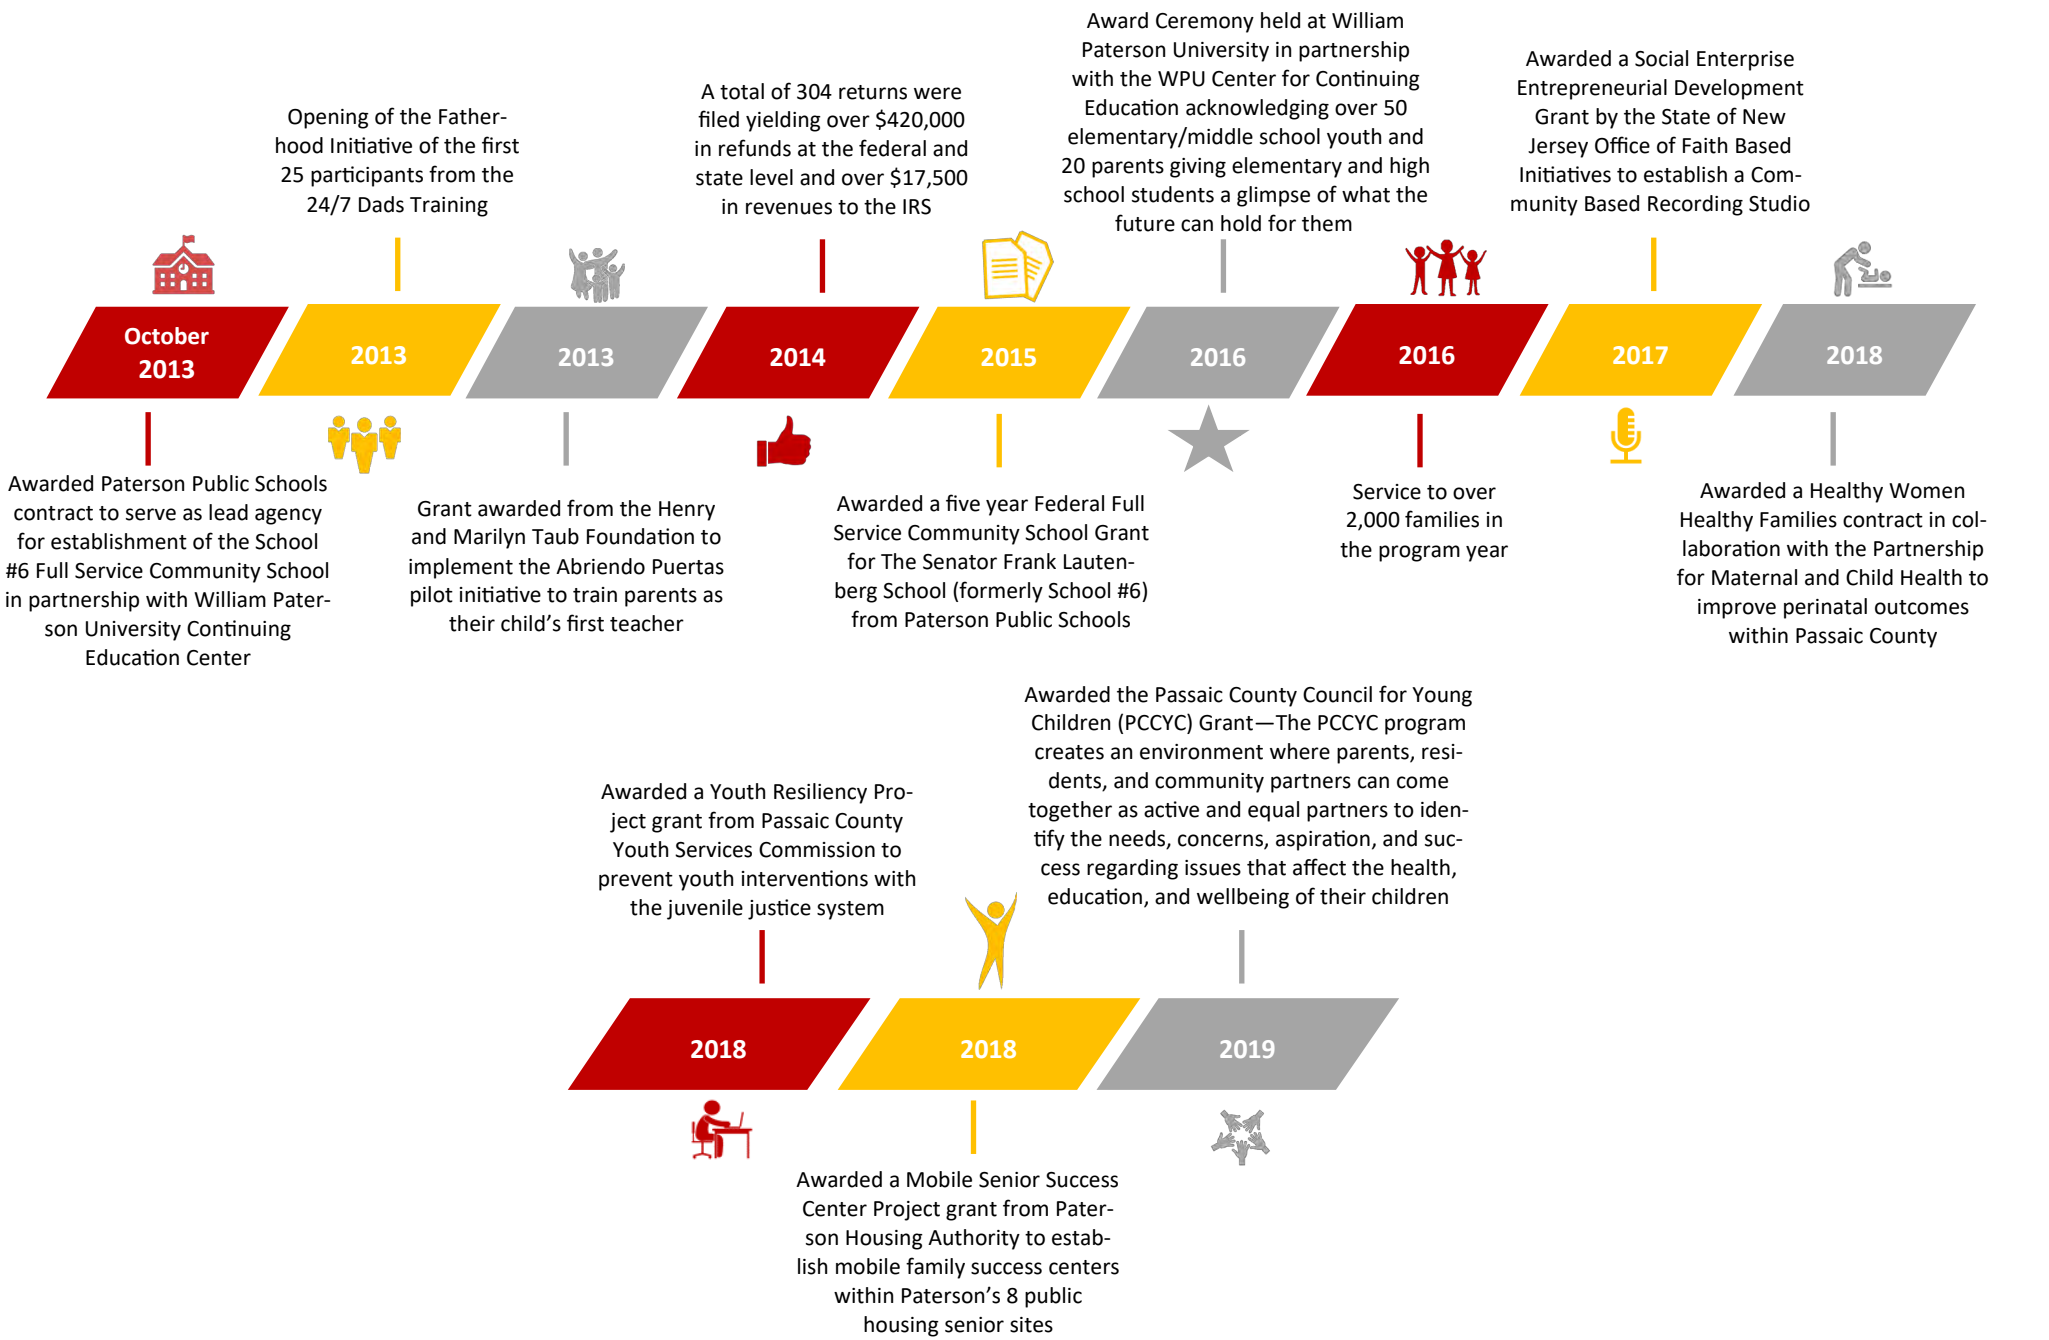 October
2013
Awarded Paterson Public Schools
contract to serve as lead agency
for establishment of the School
#6 Full Service Community School
in partnership with William Pater-
son University Continuing
Education Center
Opening of the Father-
hood Initiative of the first
25 participants from the
24/7 Dads Training
2013
2013
Grant awarded from the Henry
and Marilyn Taub Foundation to
implement the Abriendo Puertas
pilot initiative to train parents as
their child’s first teacher
A total of 304 returns were
filed yielding over $420,000
in refunds at the federal and
state level and over $17,500
in revenues to the IRS
2014
2015
Awarded a five year Federal Full
Service Community School Grant
for The Senator Frank Lauten-
berg School (formerly School #6)
from Paterson Public Schools
Award Ceremony held at William
Paterson University in partnership
with the WPU Center for Continuing
Education acknowledging over 50
elementary/middle school youth and
20 parents giving elementary and high
school students a glimpse of what the
future can hold for them
2016
2016
Service to over
2,000 families in
the program year
Awarded a Social Enterprise
Entrepreneurial Development
Grant by the State of New
Jersey Office of Faith Based
Initiatives to establish a Com-
munity Based Recording Studio
2017
2018
Awarded a Healthy Women
Healthy Families contract in col-
laboration with the Partnership
for Maternal and Child Health to
improve perinatal outcomes
within Passaic County
Awarded a Youth Resiliency Pro-
ject grant from Passaic County
Youth Services Commission to
prevent youth interventions with
the juvenile justice system
2018
2018
Awarded a Mobile Senior Success
Center Project grant from Pater-
son Housing Authority to estab-
lish mobile family success centers
within Paterson’s 8 public
housing senior sites
Awarded the Passaic County Council for Young
Children (PCCYC) Grant—The PCCYC program
creates an environment where parents, resi-
dents, and community partners can come
together as active and equal partners to iden-
tify the needs, concerns, aspiration, and suc-
cess regarding issues that affect the health,
education, and wellbeing of their children
2019